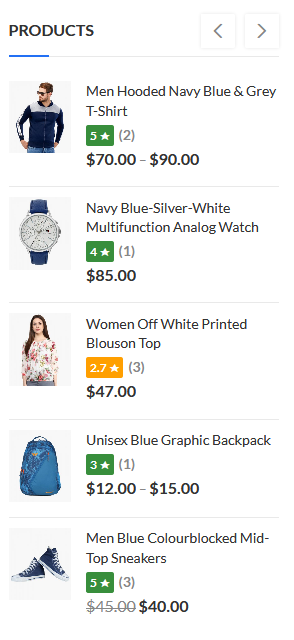 PRODUCTS
Men Hooded Navy Blue & Grey
T-Shirt
5 ★ (2)
$70.00 – $90.00
Navy Blue-Silver-White
Multifunction Analog Watch
4 ★ (1)
$85.00
Women Off White Printed
Blouson Top
2.7 ★ (3)
$47.00
Unisex Blue Graphic Backpack
3 ★ (1)
$12.00 – $15.00
Men Blue Colourblocked Mid-
Top Sneakers
5 ★ (3)
$45.00 $40.00